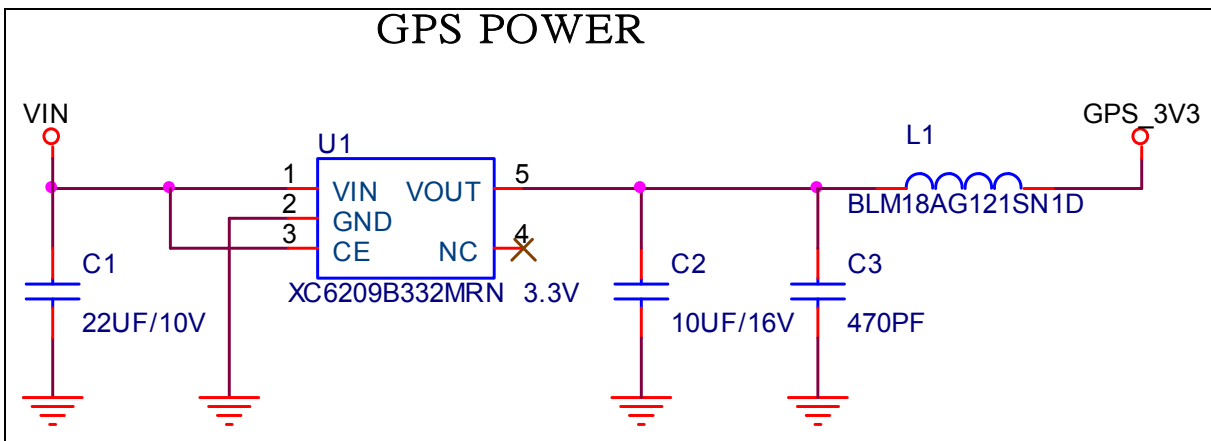 GPS POWER
VIN
GPS_3V3
L1
U1
1
VIN
VOUT
5
2
GND
3
CE
NC
4
BLM18AG121SN1D
XC6209B332MRN 3.3V
C1
22UF/10V
C2
10UF/16V
C3
470PF